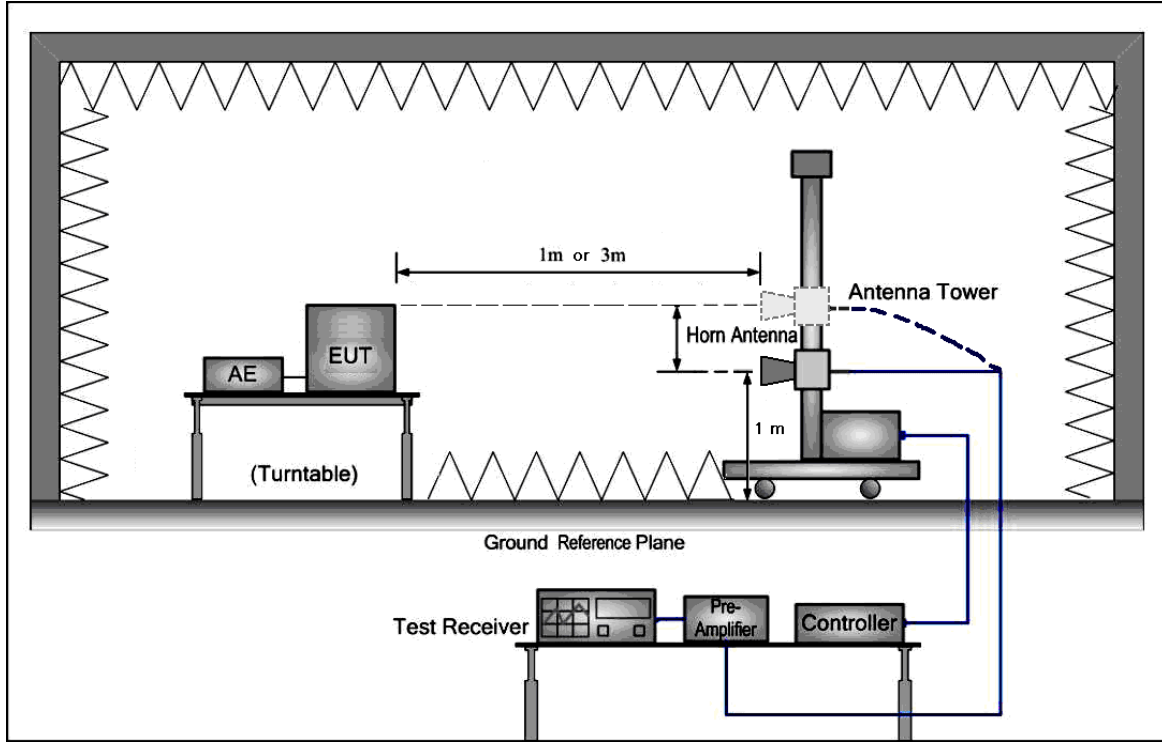 1m or 3m
Antenna Tower
Horn Antenna
EUT
AE
1 m
(Turntable)
Ground Reference Plane
Test Receiver
Pre-
Amplifier
Controller